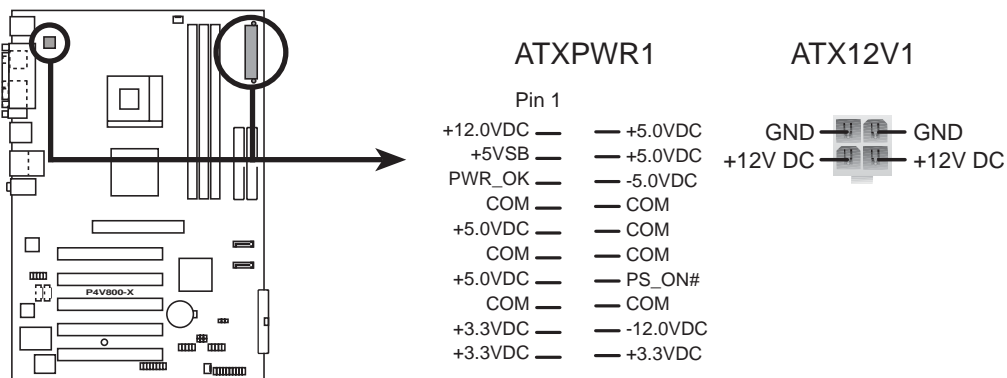 ATXPWR1 ATX12V1
Pin 1
+12.0VDC +5.0VDC
+5VSB +5.0VDC
PWR_OK -5.0VDC
COM COM
+5.0VDC COM
COM COM
+5.0VDC PS_ON#
COM COM
+3.3VDC -12.0VDC
+3.3VDC +3.3VDC
GND GND
+12V DC +12V DC
P4V800-X